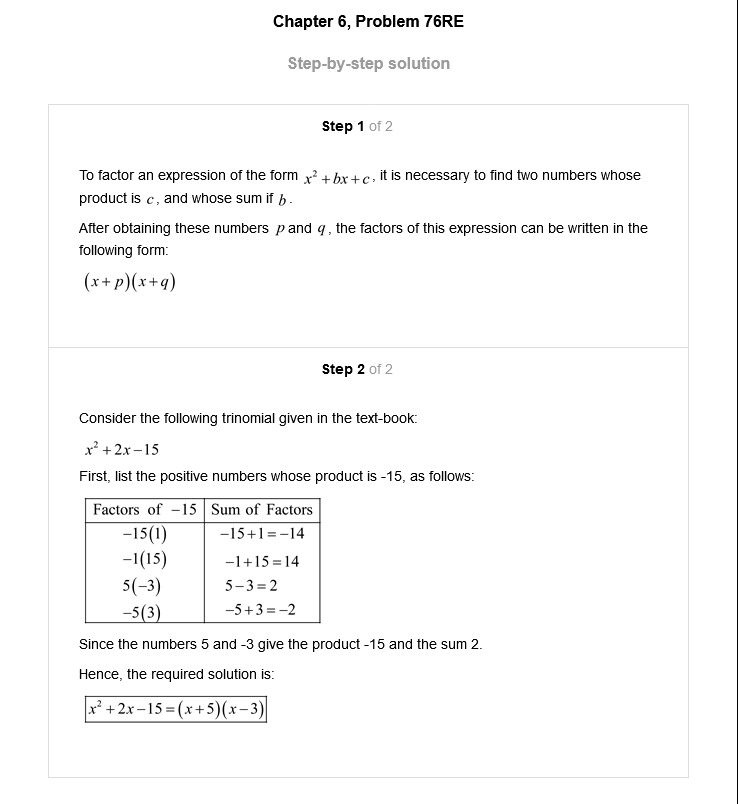 Chapter 6, Problem 76RE
Step-by-step solution
Step 1 of 2
To factor an expression of the form x² + bx + c, it is necessary to find two numbers whose
product is c, and whose sum if b.
After obtaining these numbers p and q, the factors of this expression can be written in the
following form:
(x + p)(x + q)
Step 2 of 2
Consider the following trinomial given in the text-book:
x² + 2x − 15
First, list the positive numbers whose product is -15, as follows:
Factors of −15 Sum of Factors
−15(1) −15 + 1 = −14
−1(15) −1 + 15 = 14
5(−3) 5 − 3 = 2
−5(3) −5 + 3 = −2
Since the numbers 5 and -3 give the product -15 and the sum 2.
Hence, the required solution is:
x² + 2x − 15 = (x + 5)(x − 3)